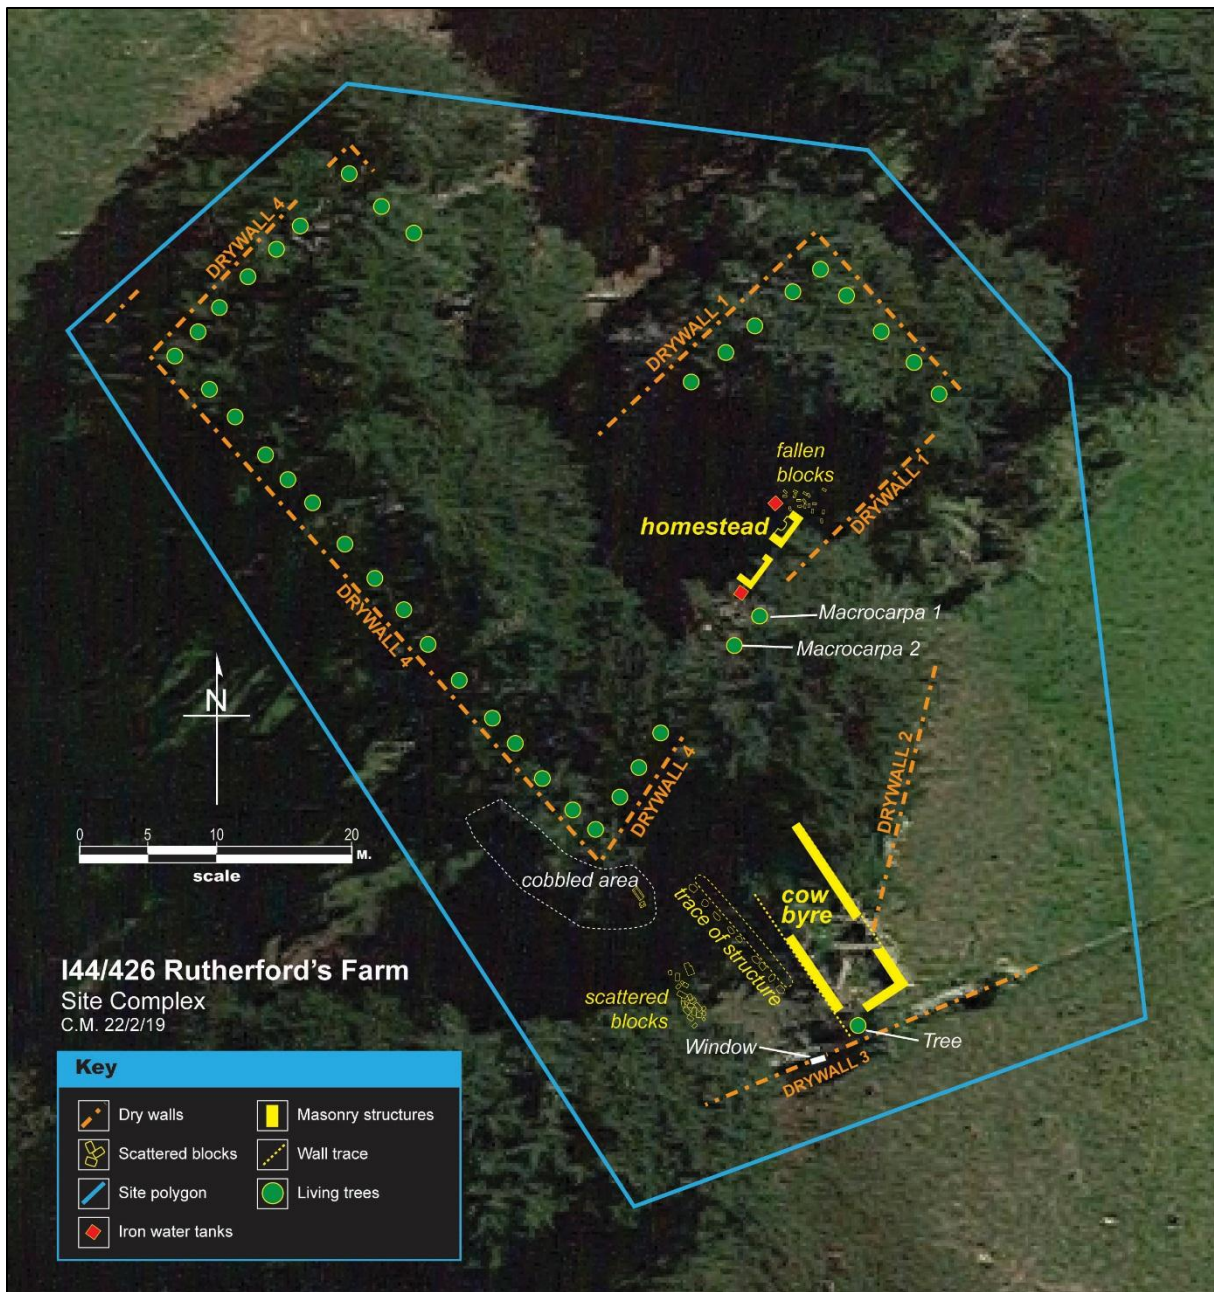 DRYWALL 4
DRYWALL 1
fallen
blocks
homestead
DRYWALL 1
Macrocarpa 1
Macrocarpa 2
DRYWALL 4
N
DRYWALL 2
DRYWALL 4
0 5 10 20
M.
scale
cobbled area
cow
byre
trace of structure
scattered
blocks
Window
Tree
DRYWALL 3
I44/426 Rutherford's Farm
Site Complex
C.M. 22/2/19
Key
Dry walls
Masonry structures
Scattered blocks
Wall trace
Site polygon
Living trees
Iron water tanks